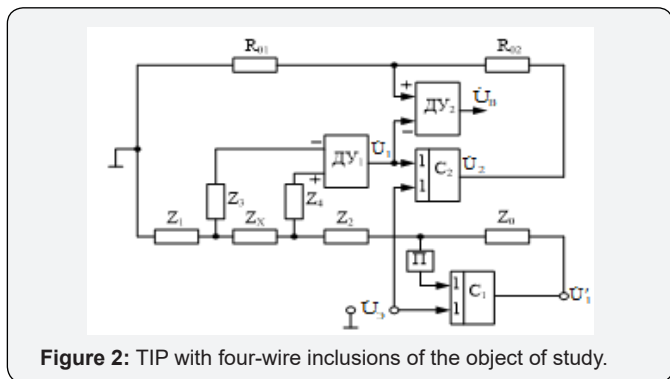 R₀₁
R₀₂
+
ДУ₂
U̇п
−
−
ДУ₁
U̇₁
1
C₂
U̇₂
+
1
Z₃
Z₄
Z₁
Zₓ
Z₂
Z₀
П
1
C₁
U̇'₁
1
Figure 2: TIP with four-wire inclusions of the object of study.